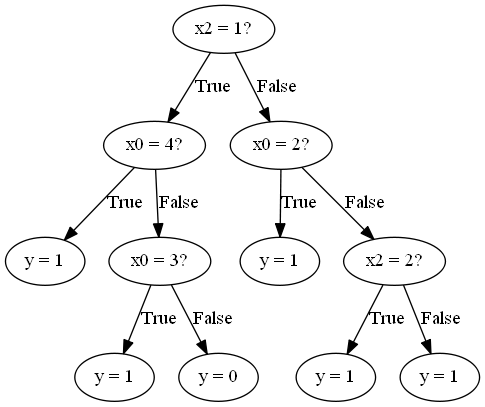 x2 = 1?
True
False
x0 = 4?
x0 = 2?
True
False
True
False
y = 1
x0 = 3?
y = 1
x2 = 2?
True
False
True
False
y = 1
y = 0
y = 1
y = 1